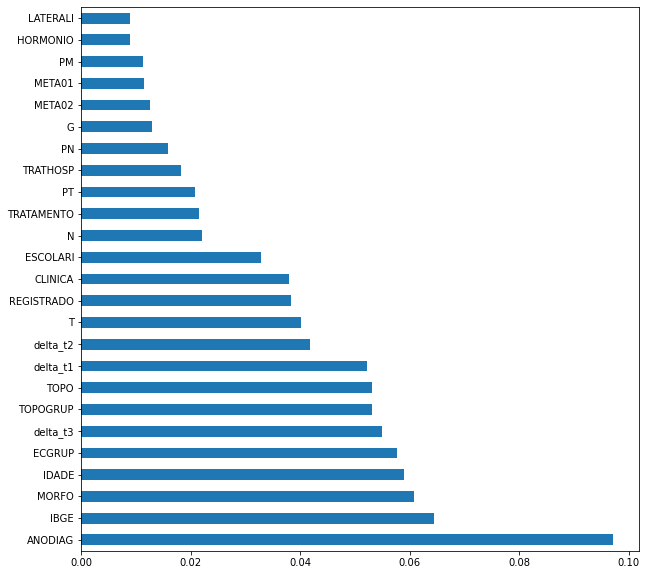 LATERALI
HORMONIO
PM
META01
META02
G
PN
TRATHOSP
PT
TRATAMENTO
N
ESCOLARI
CLINICA
REGISTRADO
T
delta_t2
delta_t1
TOPO
TOPOGRUP
delta_t3
ECGRUP
IDADE
MORFO
IBGE
ANODIAG
0.00 0.02 0.04 0.06 0.08 0.10